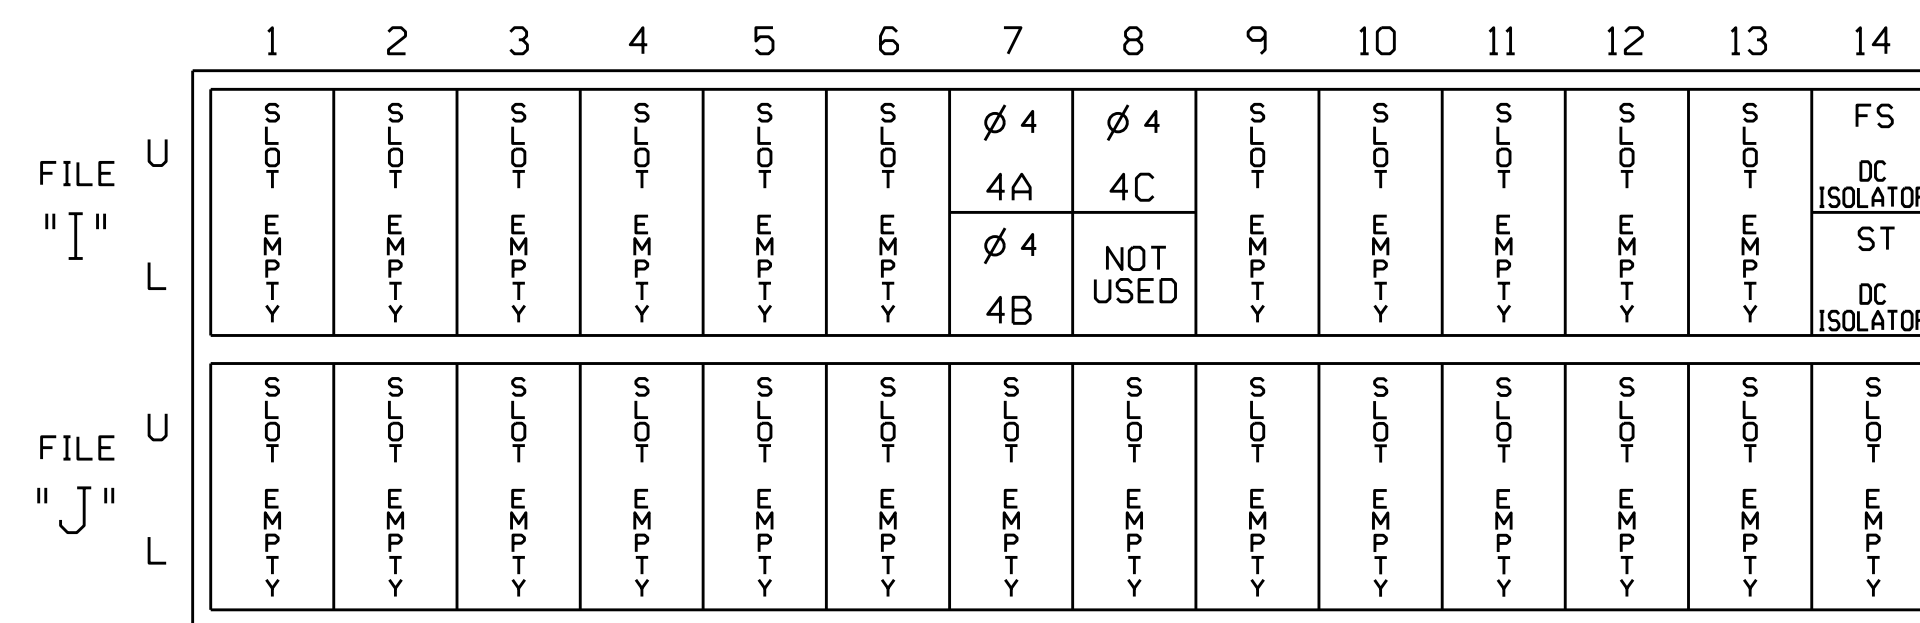 1 2 3 4 5 6 7 8 9 10 11 12 13 14
FILE "I"
U
L
SLOT EMPTY
SLOT EMPTY
SLOT EMPTY
SLOT EMPTY
SLOT EMPTY
SLOT EMPTY
Ø 4
4A
Ø 4
4B
Ø 4
4C
NOT
USED
SLOT EMPTY
SLOT EMPTY
SLOT EMPTY
SLOT EMPTY
SLOT EMPTY
FS
DC
ISOLATOR
ST
DC
ISOLATOR
FILE "J"
U
L
SLOT EMPTY
SLOT EMPTY
SLOT EMPTY
SLOT EMPTY
SLOT EMPTY
SLOT EMPTY
SLOT EMPTY
SLOT EMPTY
SLOT EMPTY
SLOT EMPTY
SLOT EMPTY
SLOT EMPTY
SLOT EMPTY
SLOT EMPTY